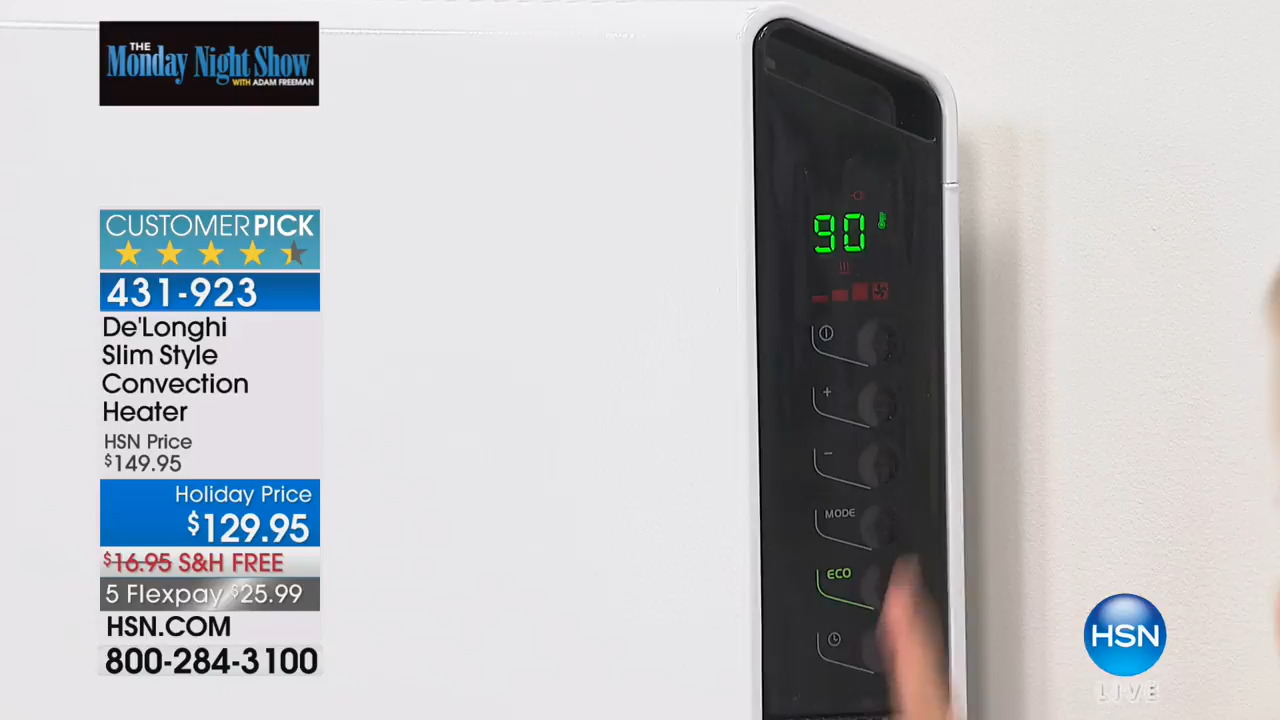 THE
Monday Night Show
WITH ADAM FREEMAN
CUSTOMER PICK
431-923
De'Longhi
Slim Style
Convection
Heater
HSN Price
$149.95
Holiday Price
$129.95
$16.95 S&H FREE
5 Flexpay $25.99
HSN.COM
800-284-3100
90
+
-
MODE
ECO
HSN
LIVE